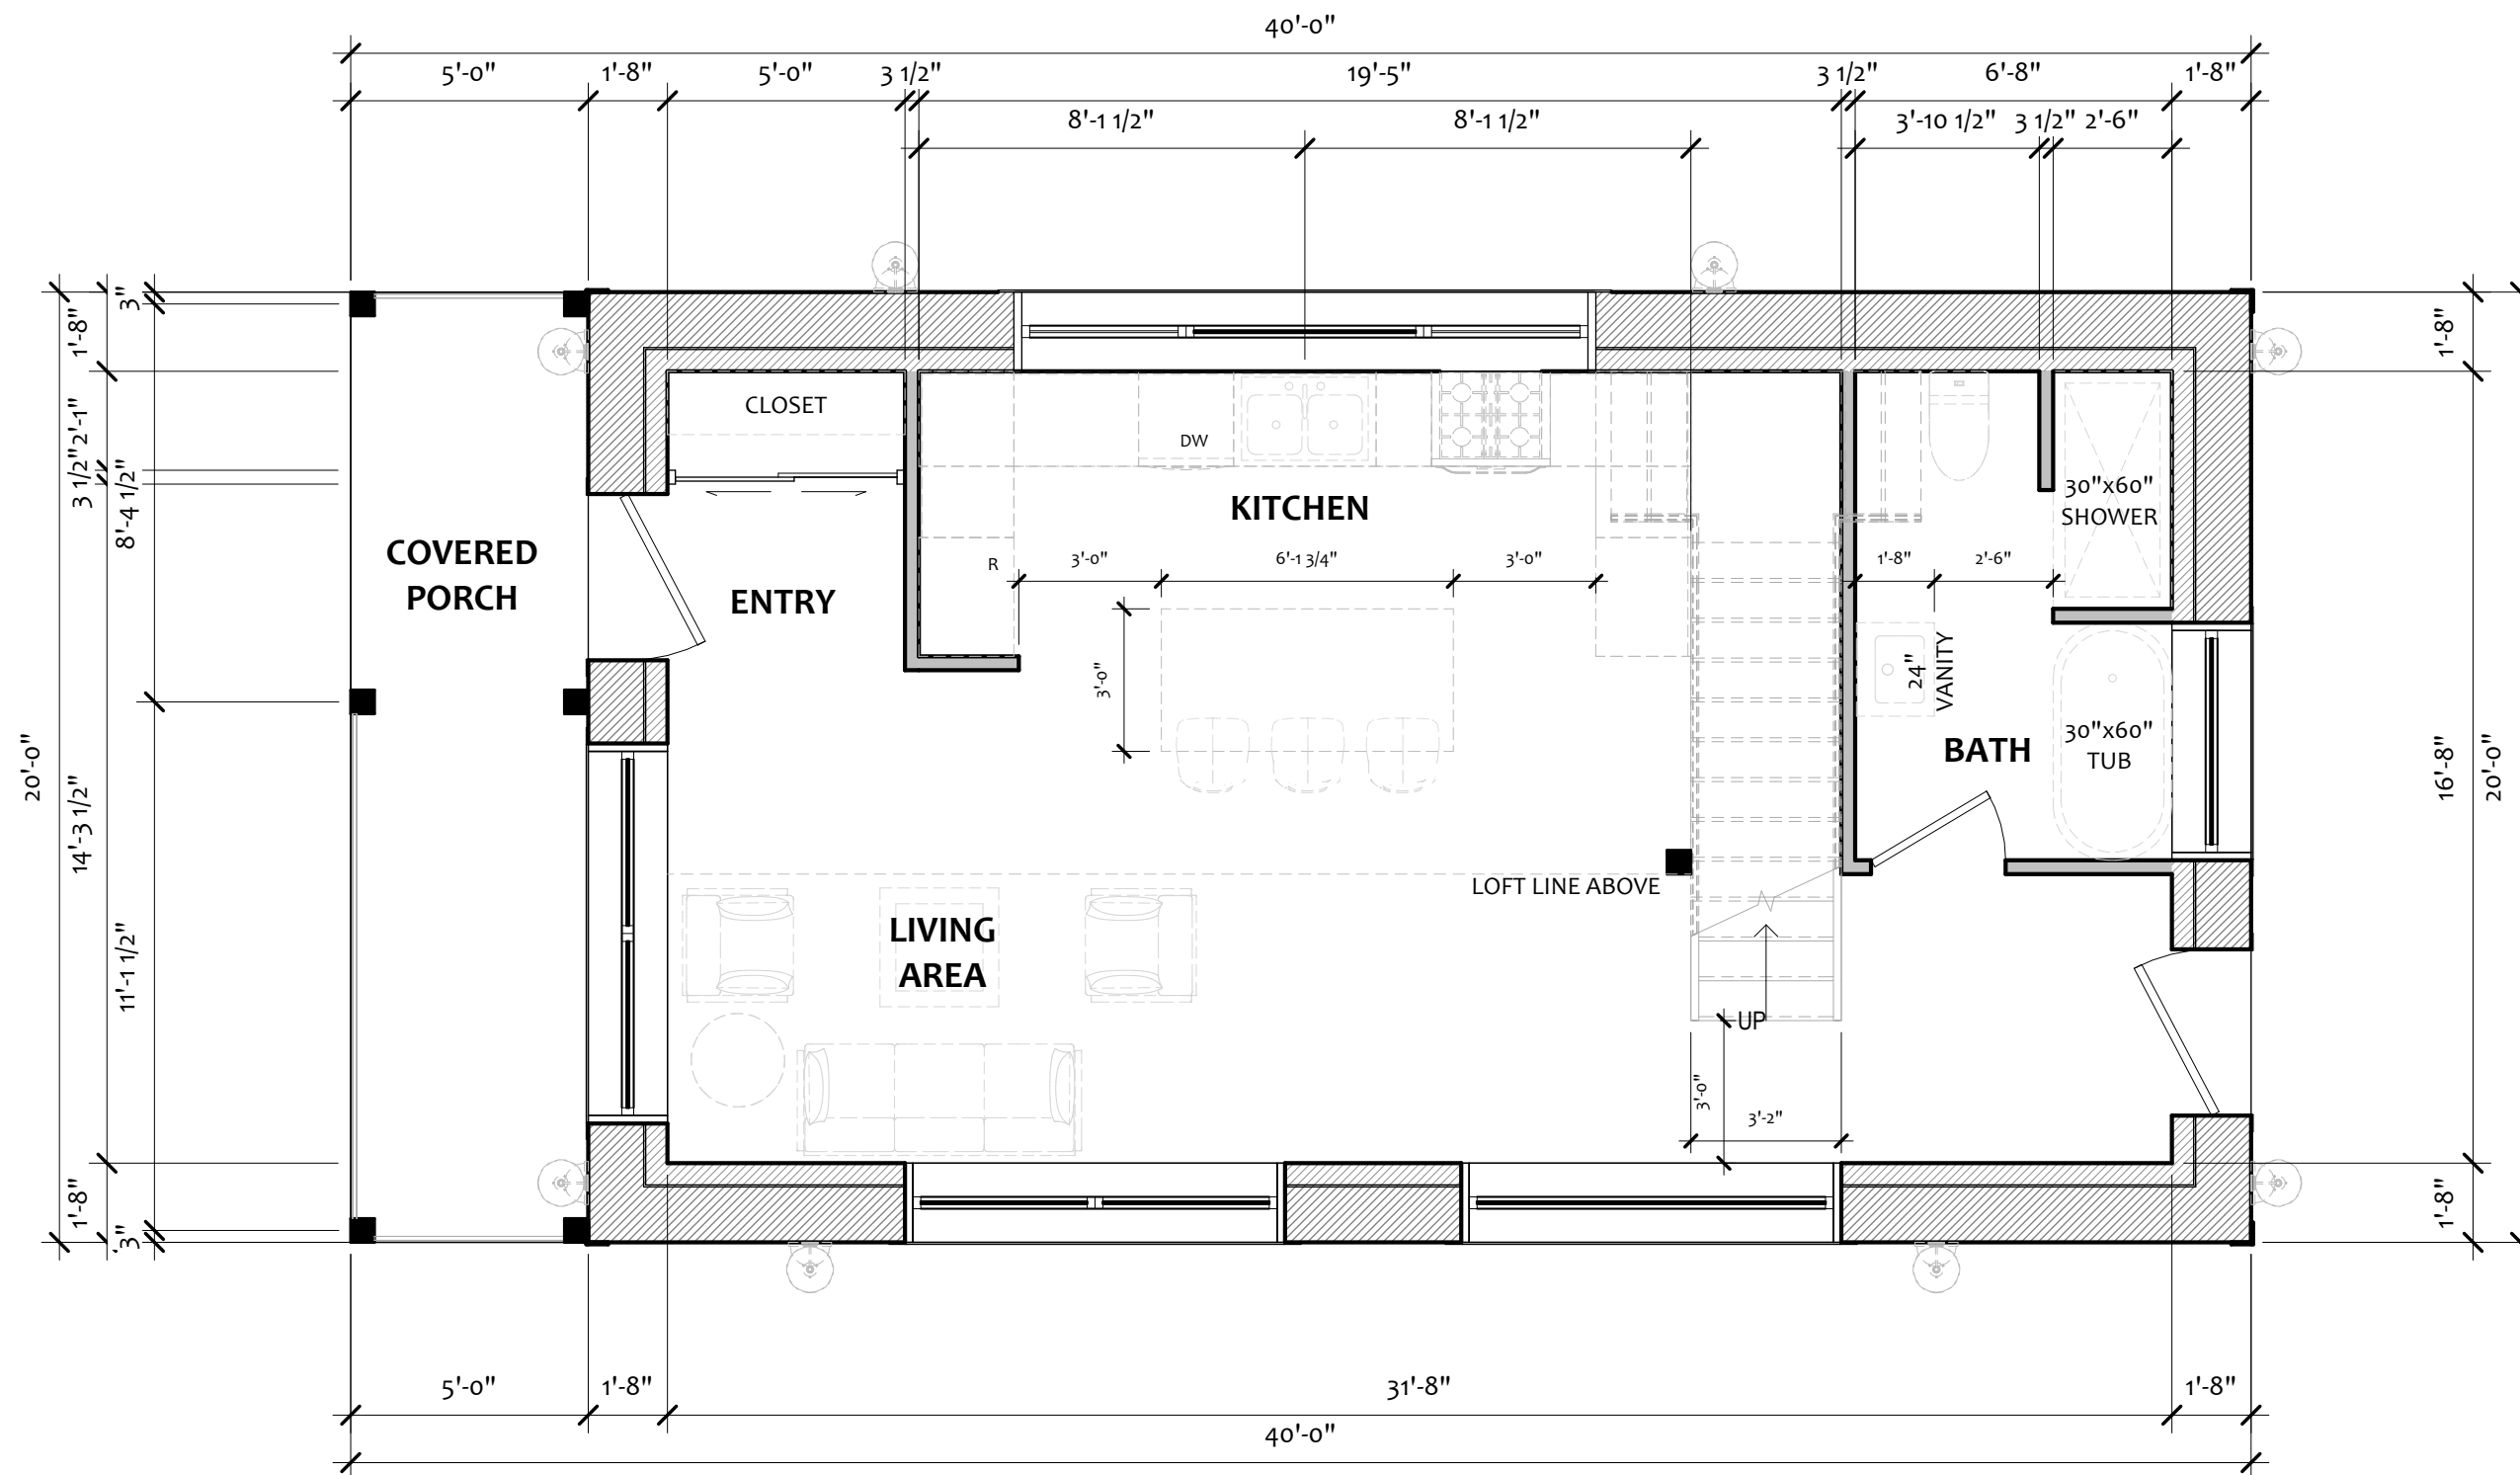 40'-0"
5'-0" 1'-8" 5'-0" 3 1/2" 19'-5" 3 1/2" 6'-8" 1'-8"
8'-1 1/2" 8'-1 1/2" 3'-10 1/2" 3 1/2" 2'-6"
3"
1'-8"
2'-1"
3 1/2"
8'-4 1/2"
20'-0"
14'-3 1/2"
11'-1 1/2"
1'-8"
3"
CLOSET
DW
KITCHEN
30"x60"
SHOWER
COVERED
PORCH
ENTRY
R
3'-0" 6'-1 3/4" 3'-0"
1'-8" 2'-6"
3'-0"
24"
VANITY
BATH
30"x60"
TUB
LOFT LINE ABOVE
LIVING
AREA
UP
3'-0"
3'-2"
1'-8"
16'-8"
20'-0"
1'-8"
5'-0" 1'-8" 31'-8" 1'-8"
40'-0"